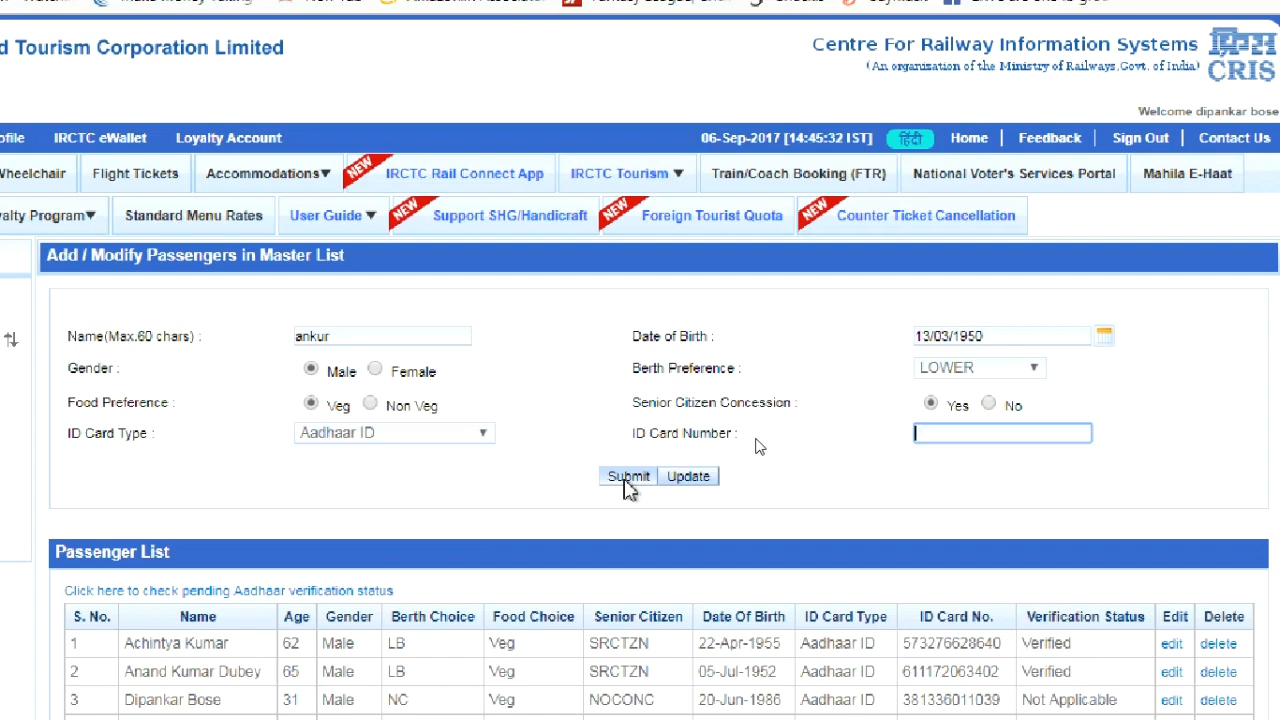 d Tourism Corporation Limited
Centre For Railway Information Systems
(An organization of the Ministry of Railways,Govt. of India)
CRIS
Welcome dipankar bose
ofile IRCTC eWallet Loyalty Account 06-Sep-2017 [14:45:32 IST] हिंदी Home Feedback Sign Out Contact Us
Wheelchair Flight Tickets Accommodations▼ NEW IRCTC Rail Connect App IRCTC Tourism ▼ Train/Coach Booking (FTR) National Voter's Services Portal Mahila E-Haat
yalty Program▼ Standard Menu Rates User Guide ▼ NEW Support SHG/Handicraft NEW Foreign Tourist Quota NEW Counter Ticket Cancellation
Add / Modify Passengers in Master List
Name(Max.60 chars) : ankur Date of Birth : 13/03/1950
Gender : Male Female Berth Preference : LOWER ▼
Food Preference : Veg Non Veg Senior Citizen Concession : Yes No
ID Card Type : Aadhaar ID ▼ ID Card Number :
Submit Update
Passenger List
Click here to check pending Aadhaar verification status
S. No. Name Age Gender Berth Choice Food Choice Senior Citizen Date Of Birth ID Card Type ID Card No. Verification Status Edit Delete
1 Achintya Kumar 62 Male LB Veg SRCTZN 22-Apr-1955 Aadhaar ID 573276628640 Verified edit delete
2 Anand Kumar Dubey 65 Male LB Veg SRCTZN 05-Jul-1952 Aadhaar ID 611172063402 Verified edit delete
3 Dipankar Bose 31 Male NC Veg NOCONC 20-Jun-1986 Aadhaar ID 381336011039 Not Applicable edit delete